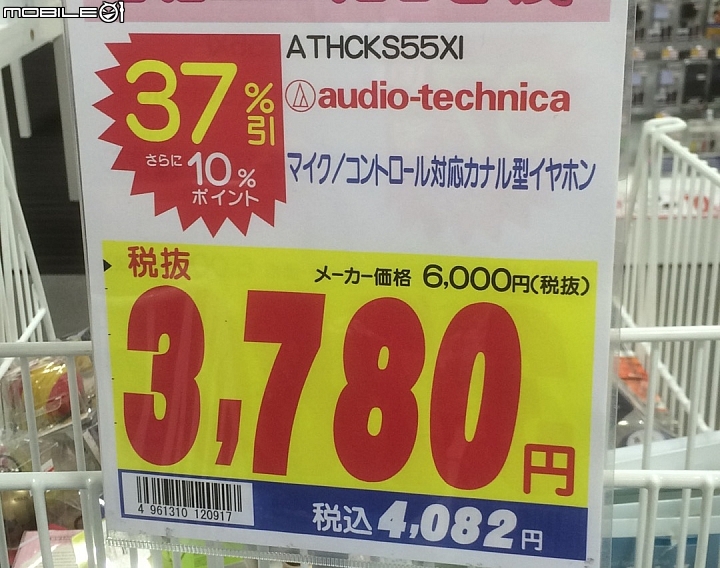 MOBILE01
ATHCKS55XI
audio-technica
37%引
さらに10%
ポイント
マイク/コントロール対応カナル型イヤホン
税抜
メーカー価格 6,000円(税抜)
3,780円
4 961310 120917
税込4,082円